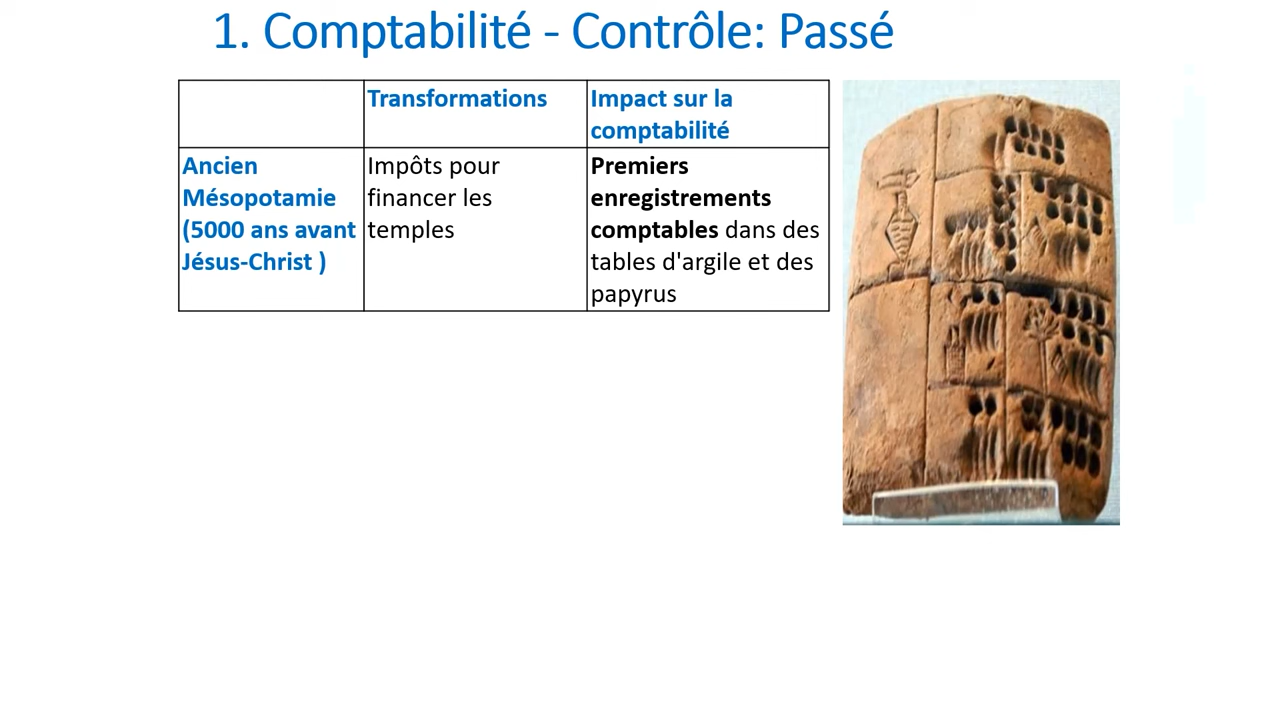 1. Comptabilité - Contrôle: Passé
Transformations
Impact sur la
comptabilité
Ancien
Mésopotamie
(5000 ans avant
Jésus-Christ )
Impôts pour
financer les
temples
Premiers
enregistrements
comptables dans des
tables d'argile et des
papyrus